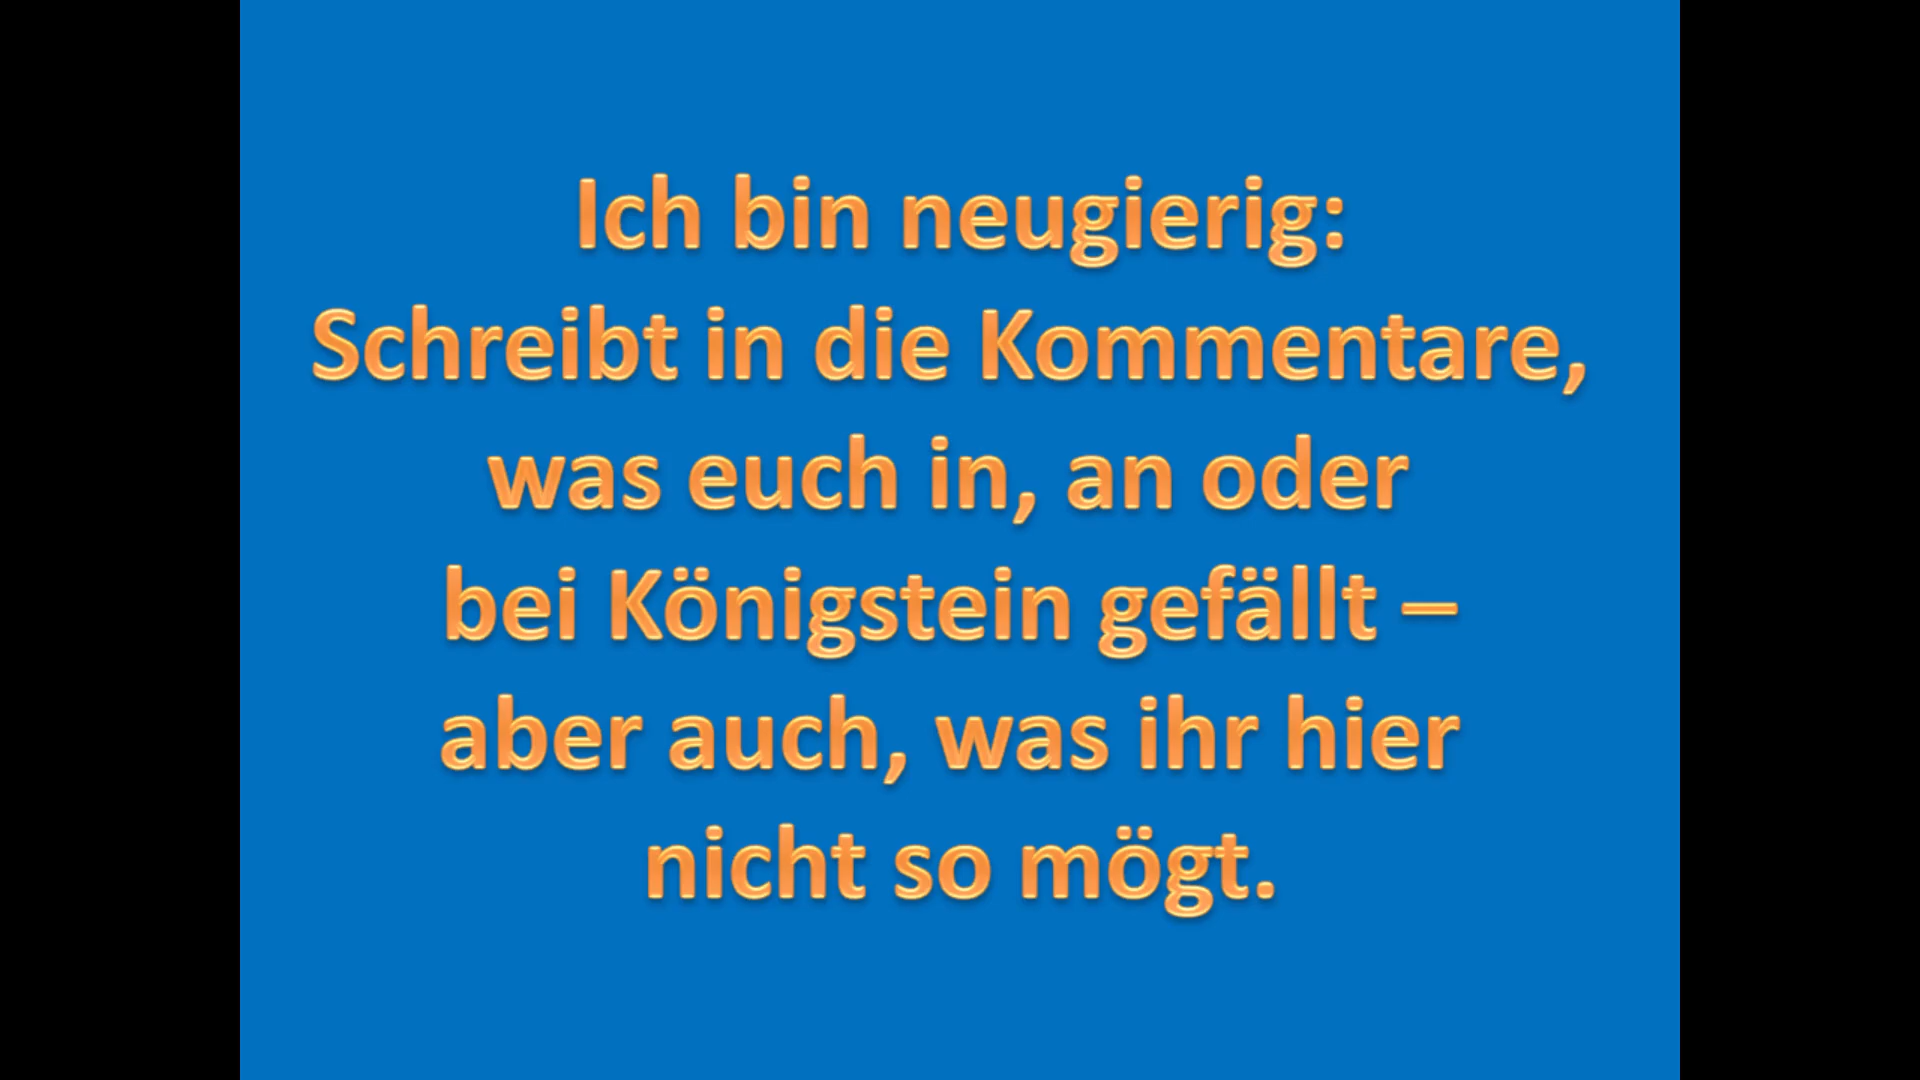 Ich bin neugierig:
Schreibt in die Kommentare,
was euch in, an oder
bei Königstein gefällt –
aber auch, was ihr hier
nicht so mögt.